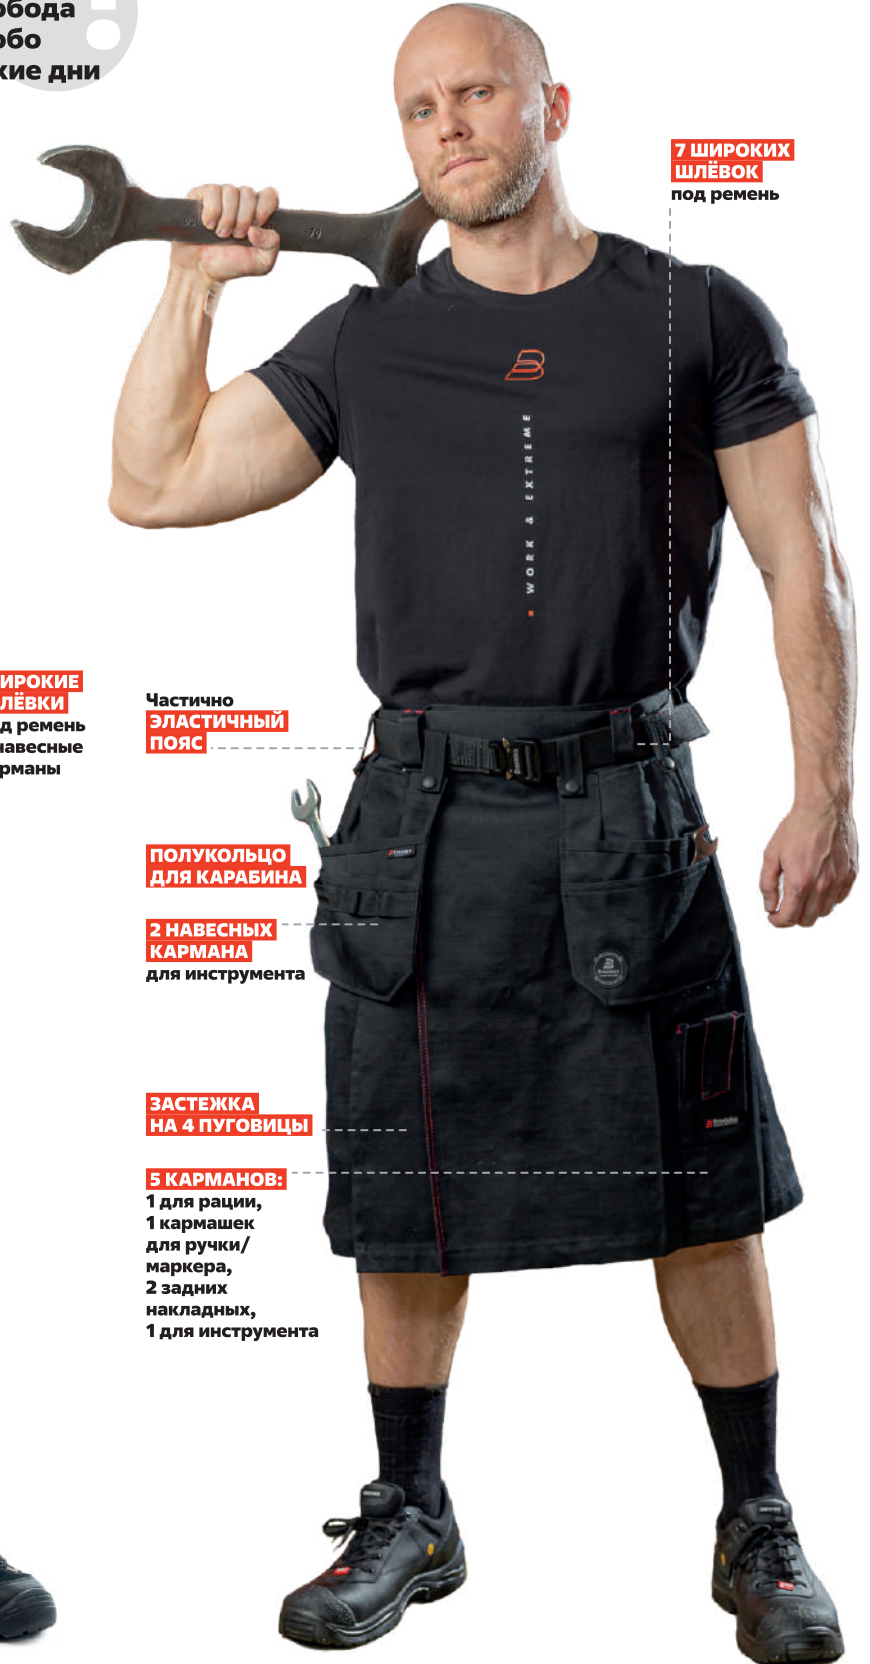 обода
обо
кие дни
7 ШИРОКИХ
ШЛЁВОК
под ремень
WORK & EXTREME
ИРОКИЕ
ЛЁВКИ
д ремень
навесные
рманы
Частично
ЭЛАСТИЧНЫЙ
ПОЯС
ПОЛУКОЛЬЦО
ДЛЯ КАРАБИНА
2 НАВЕСНЫХ
КАРМАНА
для инструмента
ЗАСТЕЖКА
НА 4 ПУГОВИЦЫ
5 КАРМАНОВ:
1 для рации,
1 кармашек
для ручки/
маркера,
2 задних
накладных,
1 для инструмента